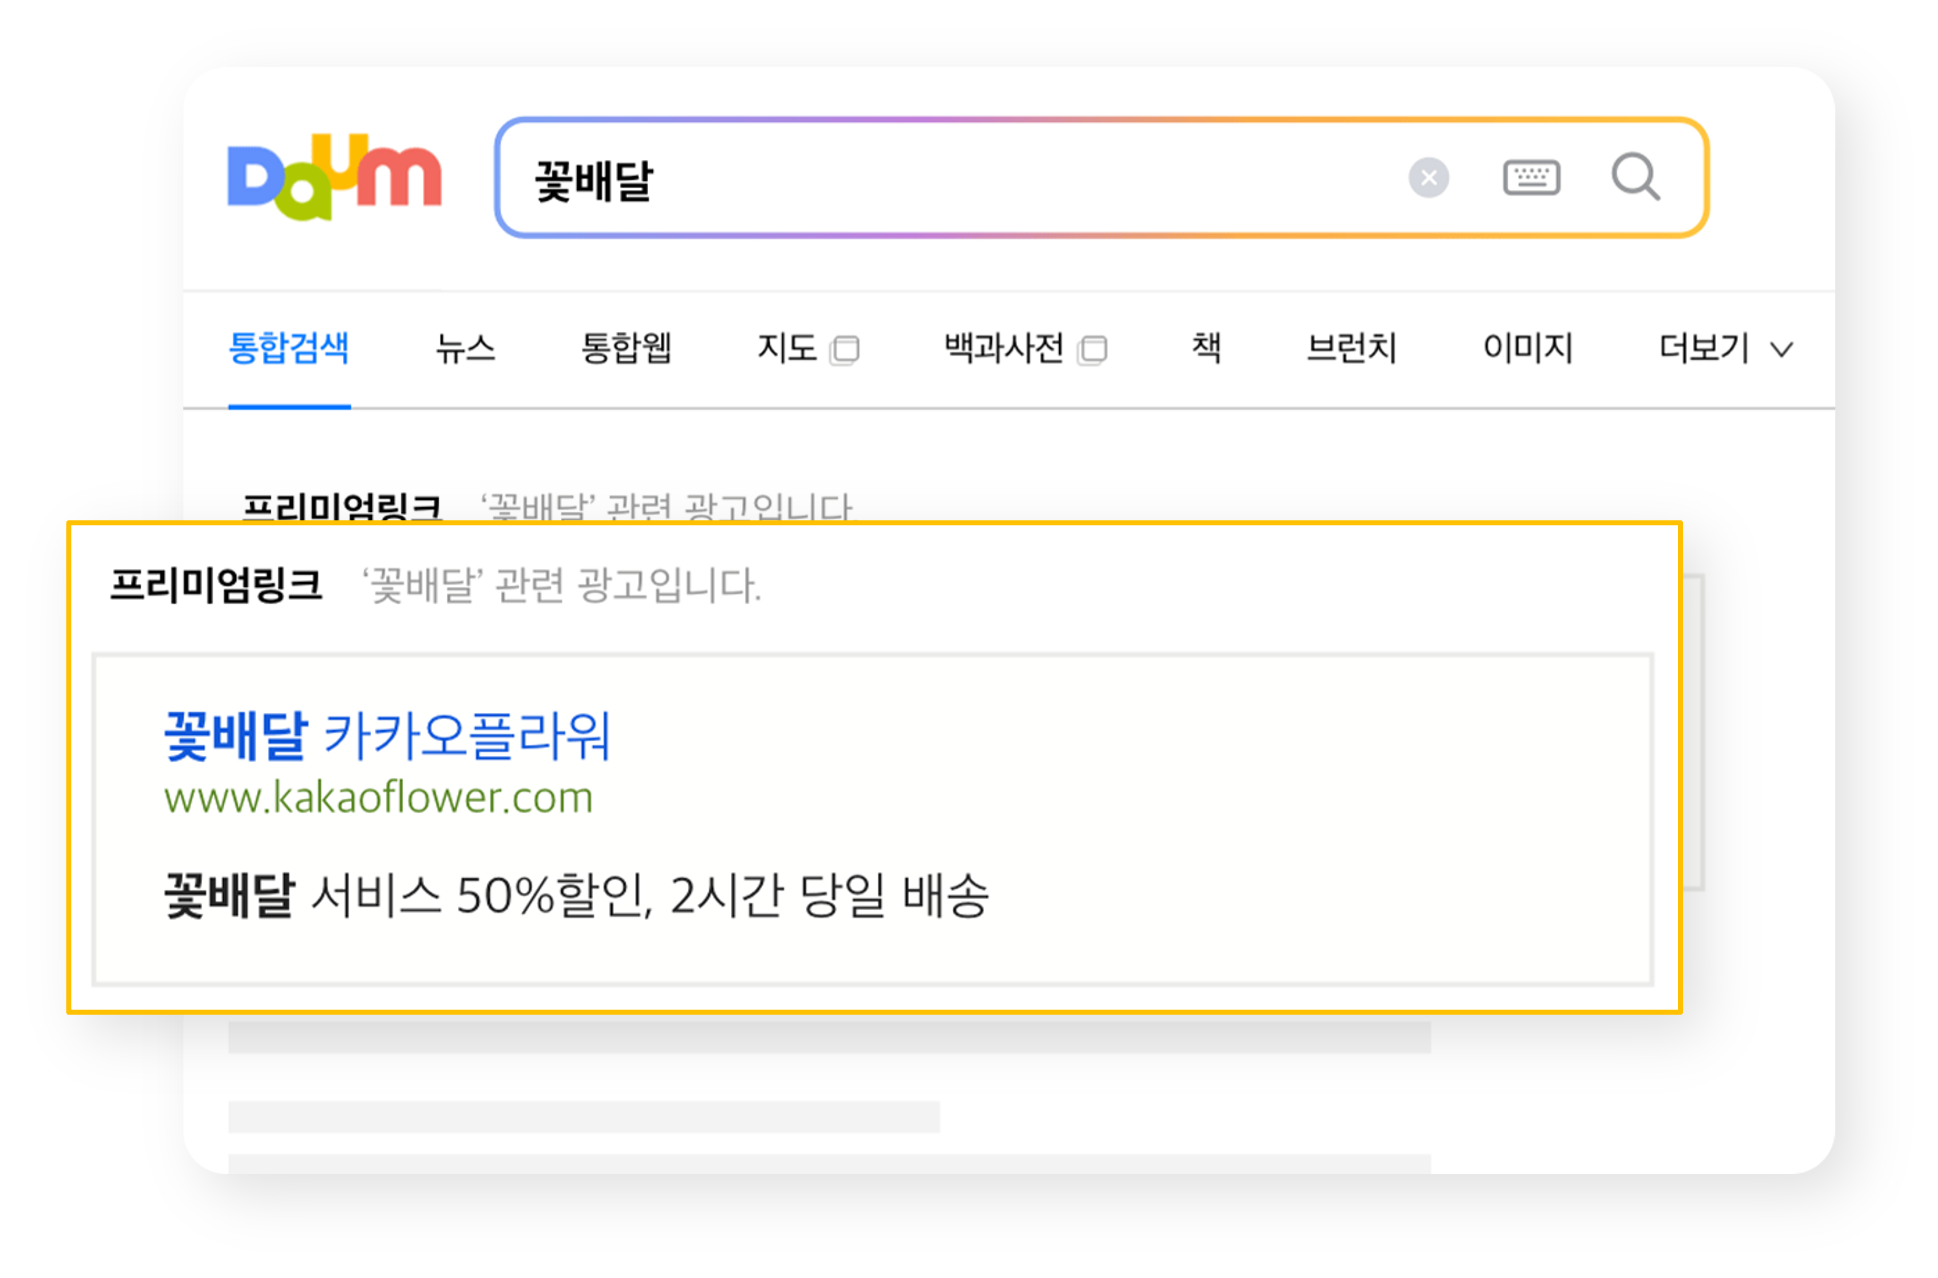 Daum
꽃배달
통합검색 뉴스 통합웹 지도 백과사전 책 브런치 이미지 더보기
프리미엄링크 ‘꽃배달’ 관련 광고입니다
프리미엄링크 ‘꽃배달’ 관련 광고입니다.
꽃배달 카카오플라워
www.kakaoflower.com
꽃배달 서비스 50%할인, 2시간 당일 배송